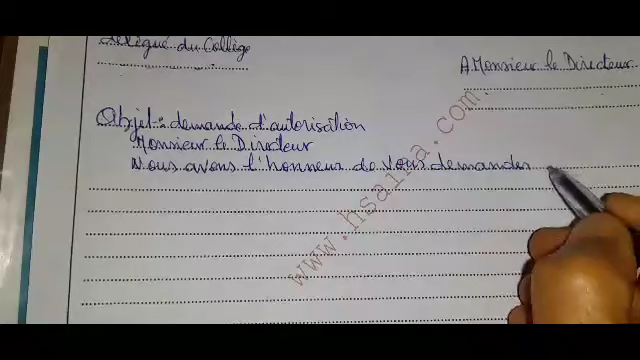 Délégué du Collège
A Monsieur le Directeur
Objet : demande d'autorisation
Monsieur le Directeur
Nous avons l'honneur de Vous demander
www.hsaina.com